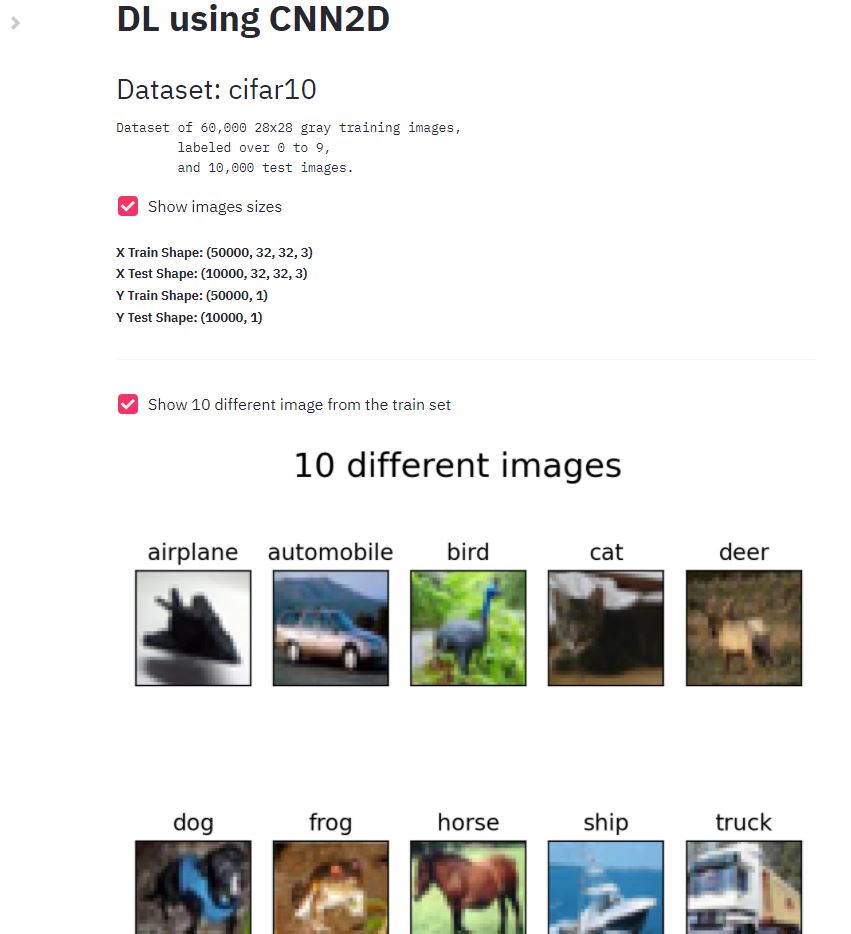 DL using CNN2D
Dataset: cifar10
Dataset of 60,000 28x28 gray training images,
labeled over 0 to 9,
and 10,000 test images.
Show images sizes
X Train Shape: (50000, 32, 32, 3)
X Test Shape: (10000, 32, 32, 3)
Y Train Shape: (50000, 1)
Y Test Shape: (10000, 1)
Show 10 different image from the train set
10 different images
airplane automobile bird cat deer
dog frog horse ship truck